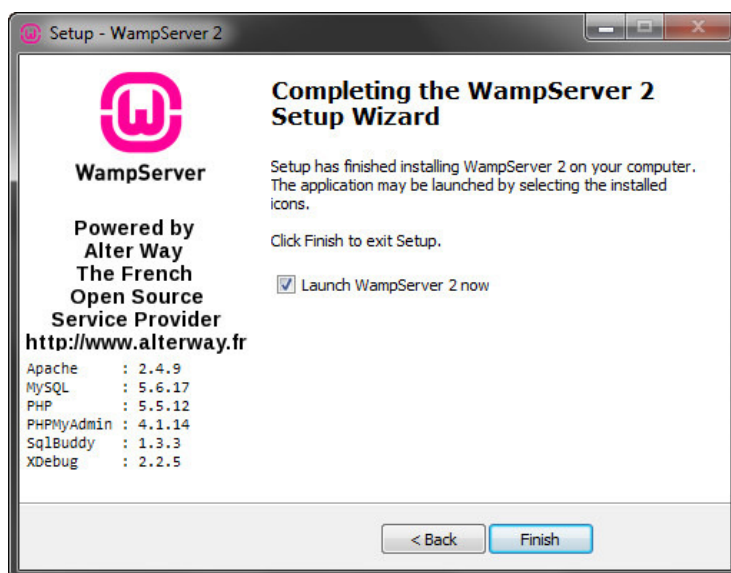 Setup - WampServer 2
WampServer
Powered by
Alter Way
The French
Open Source
Service Provider
http://www.alterway.fr
Apache : 2.4.9
MySQL : 5.6.17
PHP : 5.5.12
PHPMyAdmin : 4.1.14
SqlBuddy : 1.3.3
XDebug : 2.2.5
Completing the WampServer 2
Setup Wizard
Setup has finished installing WampServer 2 on your computer.
The application may be launched by selecting the installed
icons.
Click Finish to exit Setup.
Launch WampServer 2 now
< Back
Finish